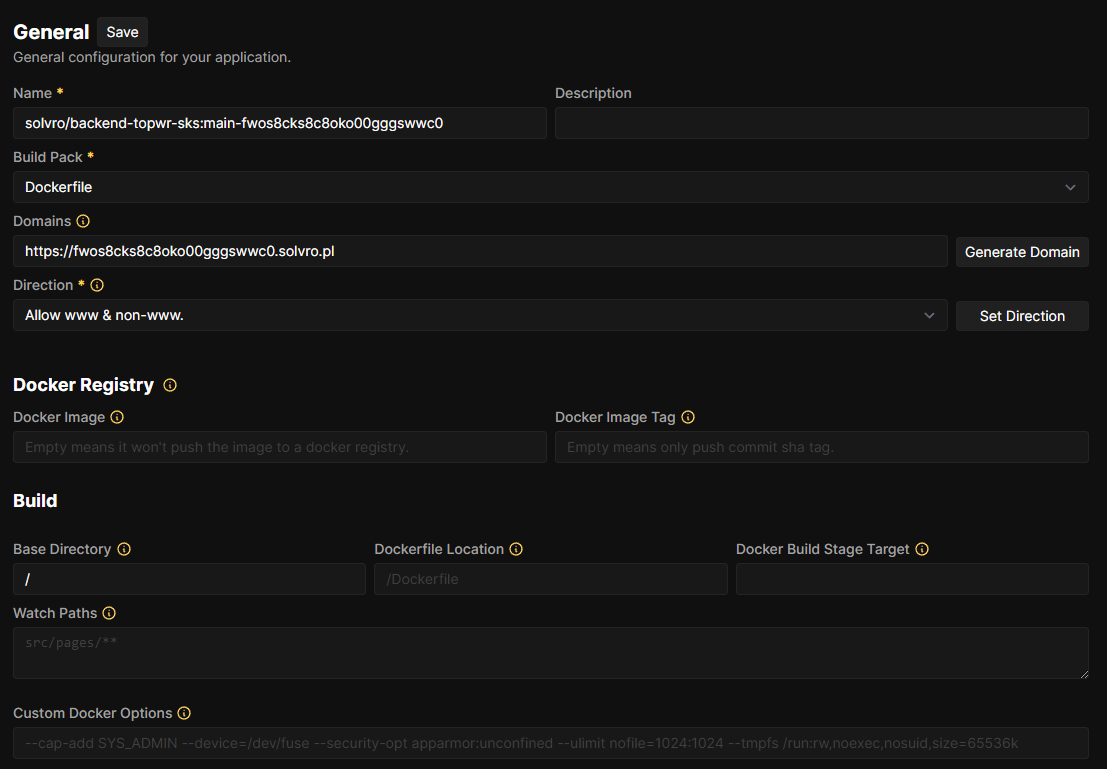 General Save
General configuration for your application.
Name * Description
solvro/backend-topwr-sks:main-fwos8cks8c8oko00gggswwc0
Build Pack *
Dockerfile
Domains
https://fwos8cks8c8oko00gggswwc0.solvro.pl Generate Domain
Direction *
Allow www & non-www. Set Direction
Docker Registry
Docker Image Docker Image Tag
Empty means it won't push the image to a docker registry. Empty means only push commit sha tag.
Build
Base Directory Dockerfile Location Docker Build Stage Target
/ /Dockerfile
Watch Paths
src/pages/**
Custom Docker Options
--cap-add SYS_ADMIN --device=/dev/fuse --security-opt apparmor:unconfined --ulimit nofile=1024:1024 --tmpfs /run:rw,noexec,nosuid,size=65536k